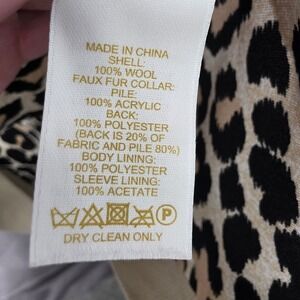 MADE IN CHINA
SHELL:
100% WOOL
FAUX FUR COLLAR:
PILE:
100% ACRYLIC
BACK:
100% POLYESTER
(BACK IS 20% OF
FABRIC AND PILE 80%)
BODY LINING:
100% POLYESTER
SLEEVE LINING:
100% ACETATE
P
DRY CLEAN ONLY